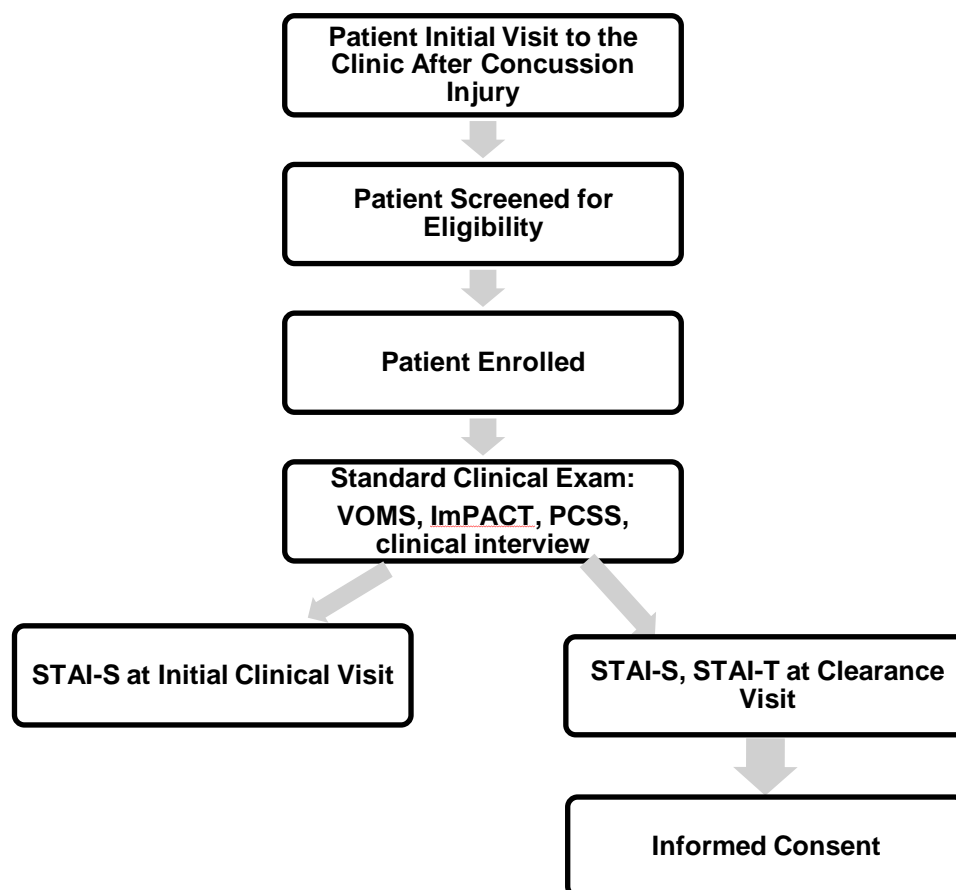 Patient Initial Visit to the
Clinic After Concussion
Injury
Patient Screened for
Eligibility
Patient Enrolled
Standard Clinical Exam:
VOMS, ImPACT, PCSS,
clinical interview
STAI-S at Initial Clinical Visit
STAI-S, STAI-T at Clearance
Visit
Informed Consent